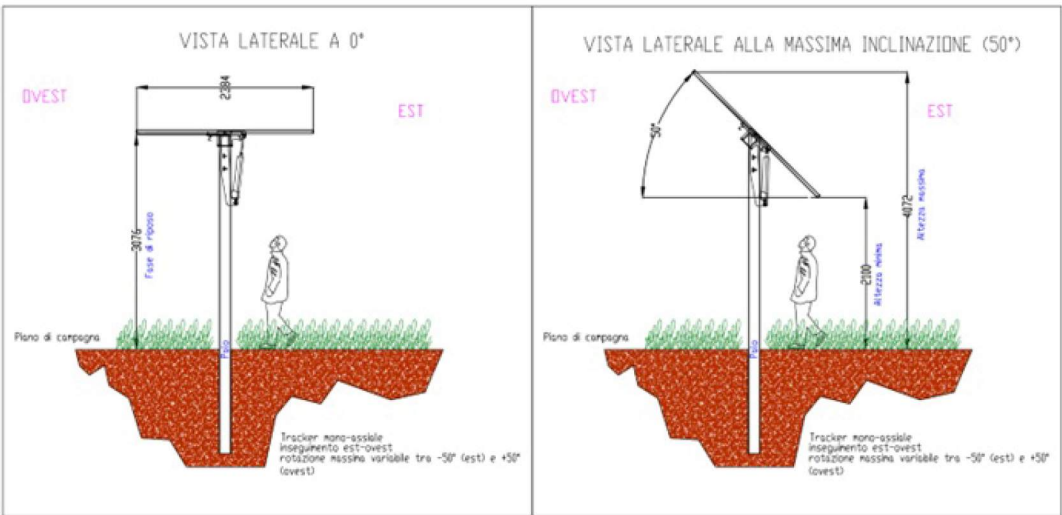 VISTA LATERALE A 0°
2384
OVEST
EST
3076
Fase di riposo
Piano di campagna
Palo
Tracker mono-assiale
inseguimento est-ovest
rotazione massima variabile tra -50° (est) e +50°
(ovest)
VISTA LATERALE ALLA MASSIMA INCLINAZIONE (50°)
OVEST
EST
50°
4072
Altezza massima
2100
Altezza minima
Piano di campagna
Palo
Tracker mono-assiale
inseguimento est-ovest
rotazione massima variabile tra -50° (est) e +50°
(ovest)